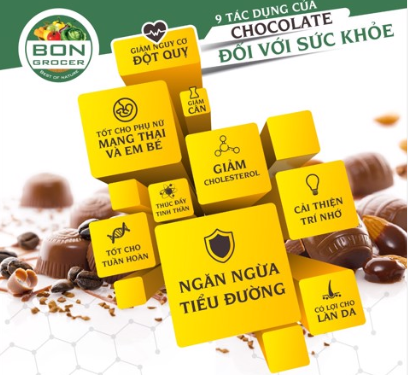 BON
GROCER
BEST OF NATURE
9 TÁC DỤNG CỦA
CHOCOLATE
ĐỐI VỚI SỨC KHỎE
GIẢM NGUY CƠ
ĐỘT QUỴ
GIẢM
CÂN
TỐT CHO PHỤ NỮ
MANG THAI
VÀ EM BÉ
GIẢM
CHOLESTEROL
THÚC ĐẨY
TINH THẦN
CẢI THIỆN
TRÍ NHỚ
TỐT CHO
TUẦN HOÀN
NGĂN NGỪA
TIỂU ĐƯỜNG
CÓ LỢI CHO
LÀN DA